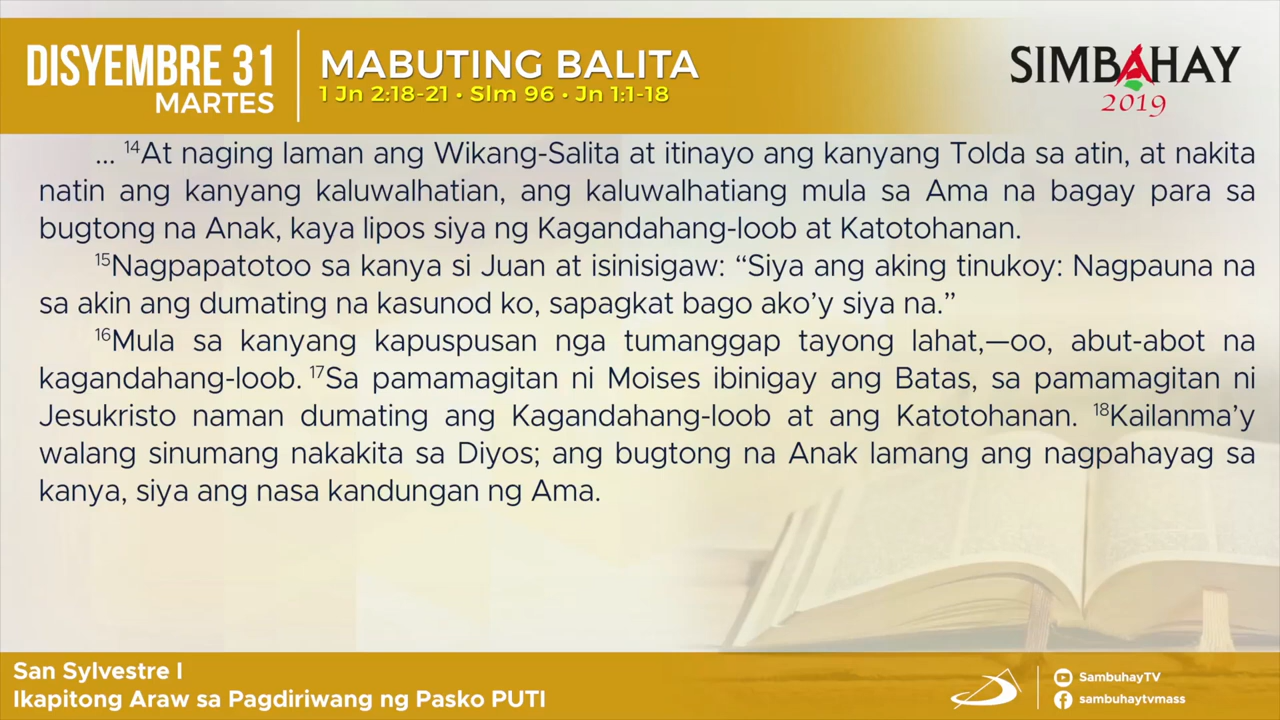 DISYEMBRE 31
MARTES
MABUTING BALITA
1 Jn 2:18-21 • Slm 96 • Jn 1:1-18
SIMBAHAY
2019
... ¹⁴At naging laman ang Wikang-Salita at itinayo ang kanyang Tolda sa atin, at nakita
natin ang kanyang kaluwalhatian, ang kaluwalhatiang mula sa Ama na bagay para sa
bugtong na Anak, kaya lipos siya ng Kagandahang-loob at Katotohanan.
¹⁵Nagpapatotoo sa kanya si Juan at isinisigaw: “Siya ang aking tinukoy: Nagpauna na
sa akin ang dumating na kasunod ko, sapagkat bago ako’y siya na.”
¹⁶Mula sa kanyang kapuspusan nga tumanggap tayong lahat,—oo, abut-abot na
kagandahang-loob. ¹⁷Sa pamamagitan ni Moises ibinigay ang Batas, sa pamamagitan ni
Jesukristo naman dumating ang Kagandahang-loob at ang Katotohanan. ¹⁸Kailanma’y
walang sinumang nakakita sa Diyos; ang bugtong na Anak lamang ang nagpahayag sa
kanya, siya ang nasa kandungan ng Ama.
San Sylvestre I
Ikapitong Araw sa Pagdiriwang ng Pasko PUTI
SambuhayTV
sambuhaytvmass